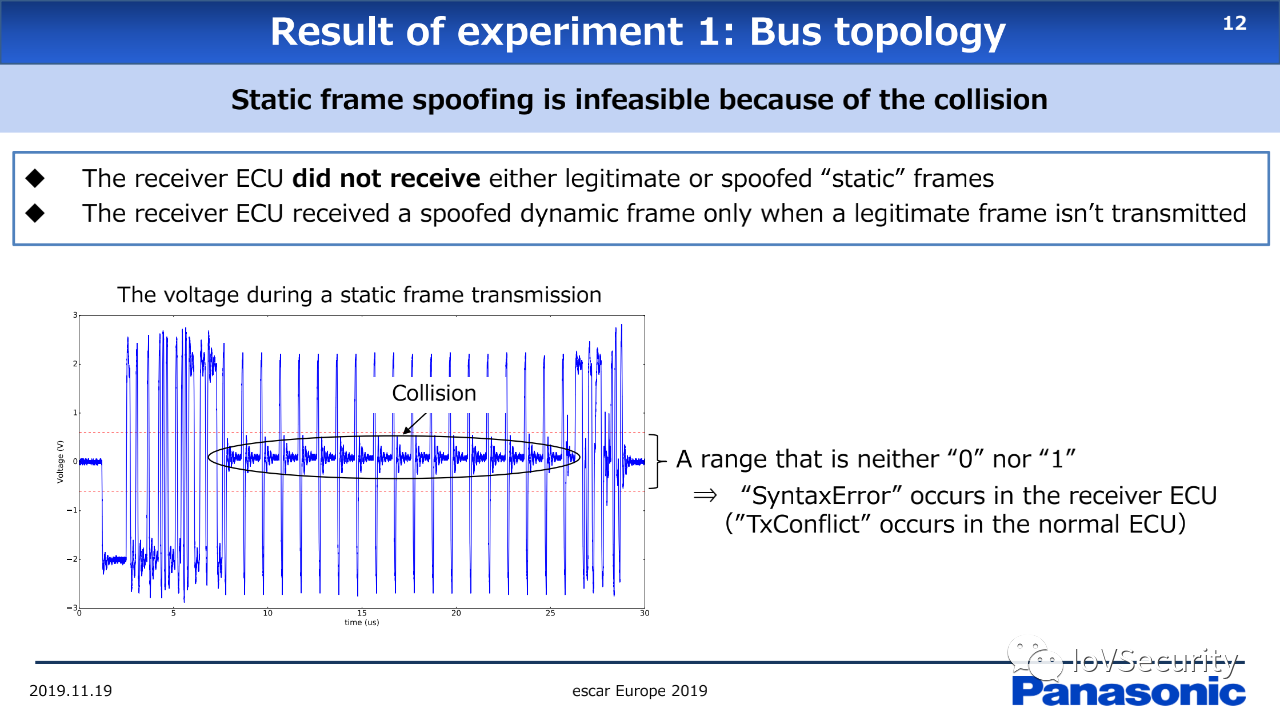 Result of experiment 1: Bus topology
12
Static frame spoofing is infeasible because of the collision
◆ The receiver ECU did not receive either legitimate or spoofed “static” frames
◆ The receiver ECU received a spoofed dynamic frame only when a legitimate frame isn’t transmitted
The voltage during a static frame transmission
3
2
1
0
−1
−2
−3
Voltage (V)
Collision
0 5 10 15 20 25 30
time (us)
A range that is neither “0” nor “1”
⇒ “SyntaxError” occurs in the receiver ECU
(”TxConflict” occurs in the normal ECU)
IoVSecurity
2019.11.19
escar Europe 2019
Panasonic